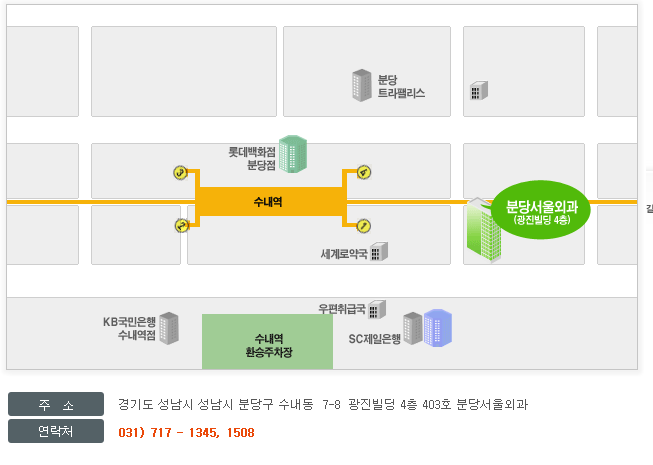 분당
트라팰리스
롯데백화점
분당점
3
4
수내역
분당서울외과
(광진빌딩 4층)
길
2
1
세계로약국
우편취급국
KB국민은행
수내역점
수내역
환승주차장
SC제일은행
주 소
경기도 성남시 성남시 분당구 수내동 7-8 광진빌딩 4층 403호 분당서울외과
연락처
031) 717 - 1345, 1508